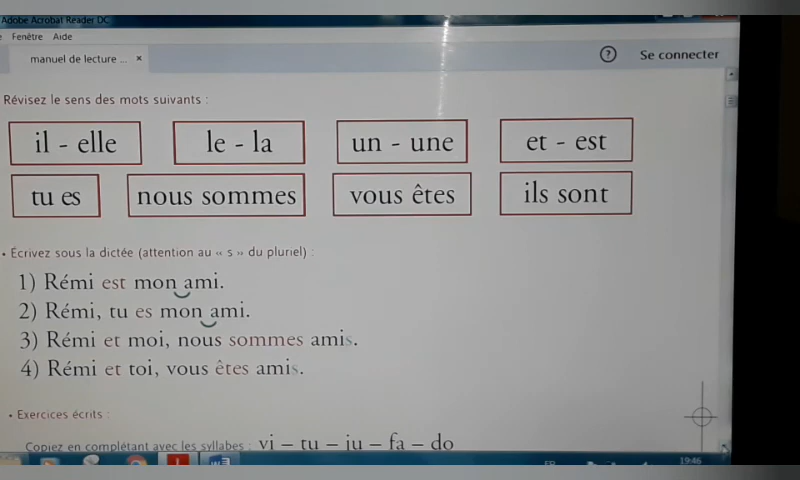 Adobe Acrobat Reader DC
Fenêtre Aide
manuel de lecture ... ×
? Se connecter
Révisez le sens des mots suivants :
il - elle le - la un - une et - est
tu es nous sommes vous êtes ils sont
• Écrivez sous la dictée (attention au « s » du pluriel) :
1) Rémi est mon ami.
2) Rémi, tu es mon ami.
3) Rémi et moi, nous sommes amis.
4) Rémi et toi, vous êtes amis.
• Exercices écrits :
Copiez en complétant avec les syllabes : vi – tu – ju – fa – do
FR
19:46